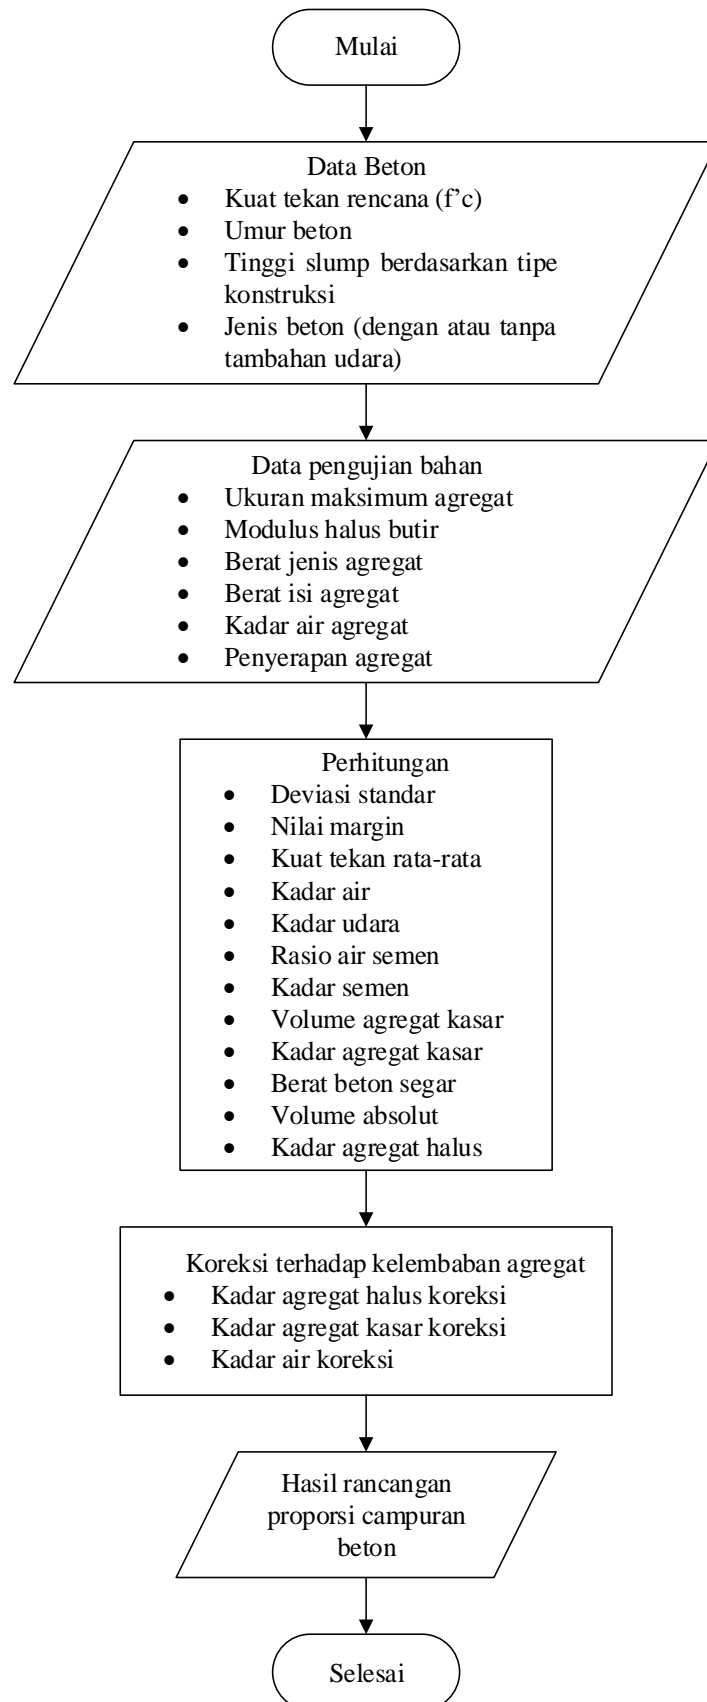 Mulai
Data Beton
• Kuat tekan rencana (f’c)
• Umur beton
• Tinggi slump berdasarkan tipe
konstruksi
• Jenis beton (dengan atau tanpa
tambahan udara)
Data pengujian bahan
• Ukuran maksimum agregat
• Modulus halus butir
• Berat jenis agregat
• Berat isi agregat
• Kadar air agregat
• Penyerapan agregat
Perhitungan
• Deviasi standar
• Nilai margin
• Kuat tekan rata-rata
• Kadar air
• Kadar udara
• Rasio air semen
• Kadar semen
• Volume agregat kasar
• Kadar agregat kasar
• Berat beton segar
• Volume absolut
• Kadar agregat halus
Koreksi terhadap kelembaban agregat
• Kadar agregat halus koreksi
• Kadar agregat kasar koreksi
• Kadar air koreksi
Hasil rancangan
proporsi campuran
beton
Selesai